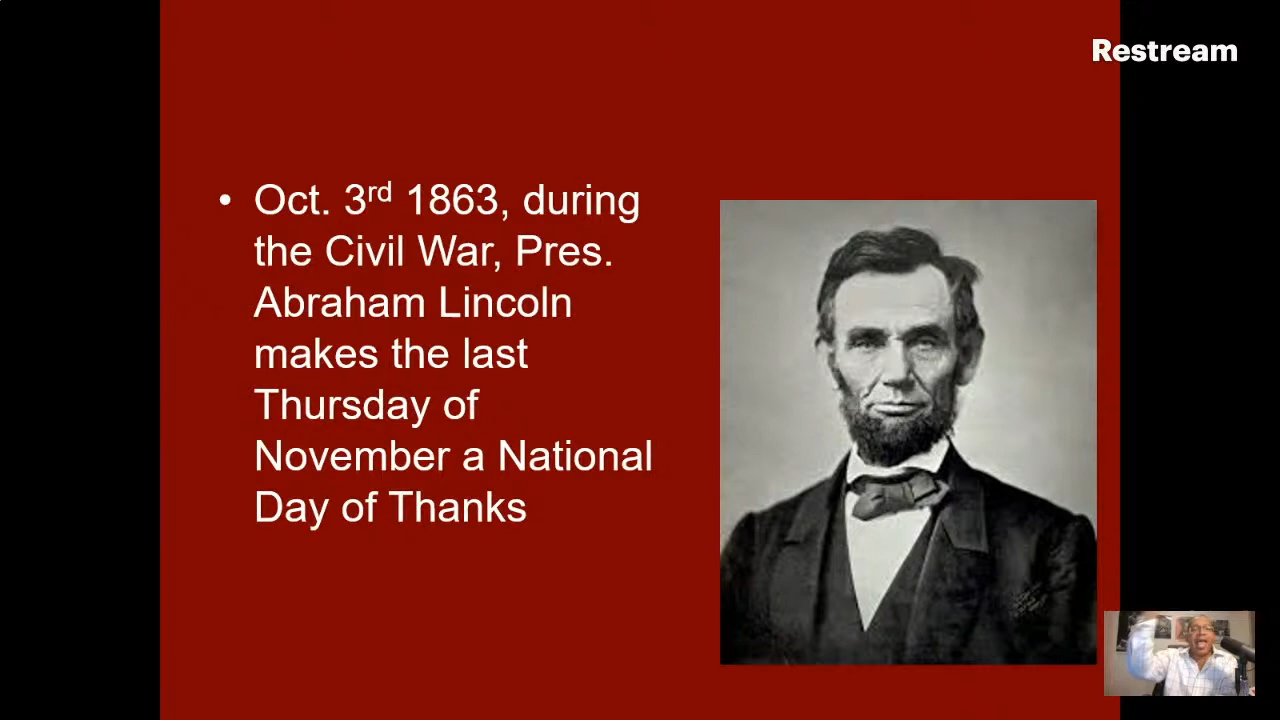 Restream
• Oct. 3rd 1863, during
the Civil War, Pres.
Abraham Lincoln
makes the last
Thursday of
November a National
Day of Thanks